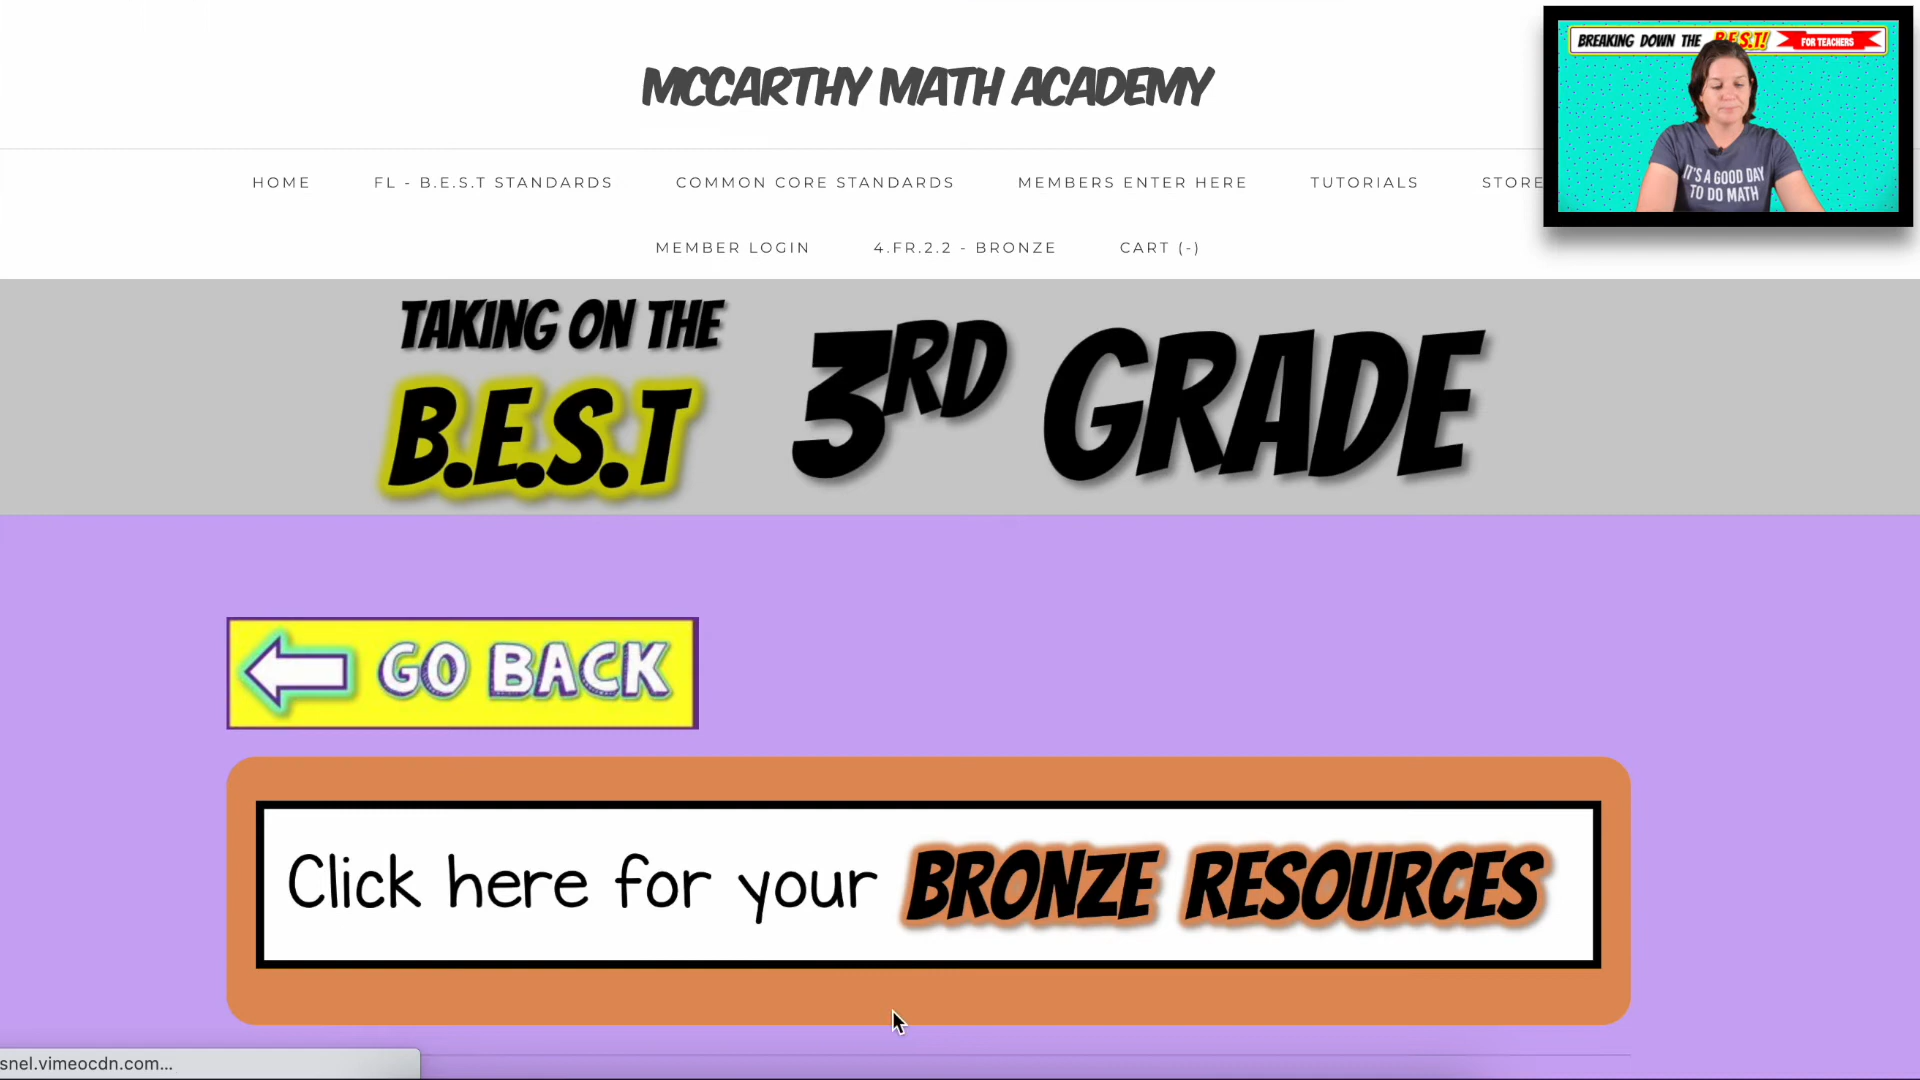 MCCARTHY MATH ACADEMY
BREAKING DOWN THE B.E.S.T! FOR TEACHERS
IT'S A GOOD DAY
TO DO MATH
HOME FL - B.E.S.T STANDARDS COMMON CORE STANDARDS MEMBERS ENTER HERE TUTORIALS STORE
MEMBER LOGIN 4.FR.2.2 - BRONZE CART (-)
TAKING ON THE
B.E.S.T
3RD GRADE
GO BACK
Click here for your BRONZE RESOURCES
snel.vimeocdn.com...